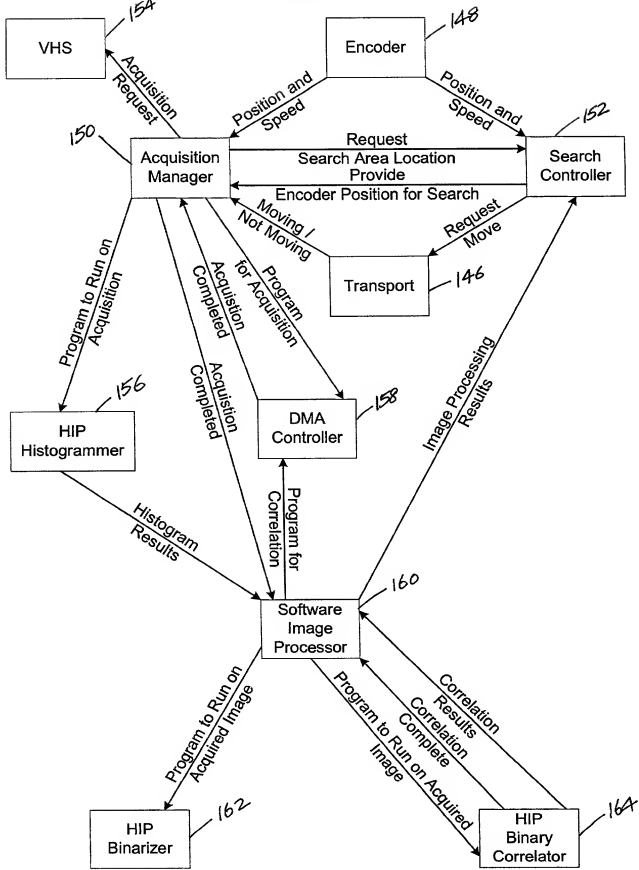 154
VHS
148
Encoder
Acquisition
Request
Position and
Speed
Position and
Speed
150
Acquisition
Manager
Request
Search Area Location
Provide
Encoder Position for Search
152
Search
Controller
Moving /
Not Moving
Request
Move
Transport
146
Program to Run on
Acquisition
Acquistion
Completed
Program
for Acquisition
Acquistion
Completed
Image Processing
Results
156
HIP
Histogrammer
DMA
Controller
158
Histogram
Results
Program for
Correlation
160
Software
Image
Processor
Program to Run on
Acquired Image
Program to Run on Acquired
Image
Correlation
Complete
Correlation
Results
HIP
Binarizer
162
HIP
Binary
Correlator
164